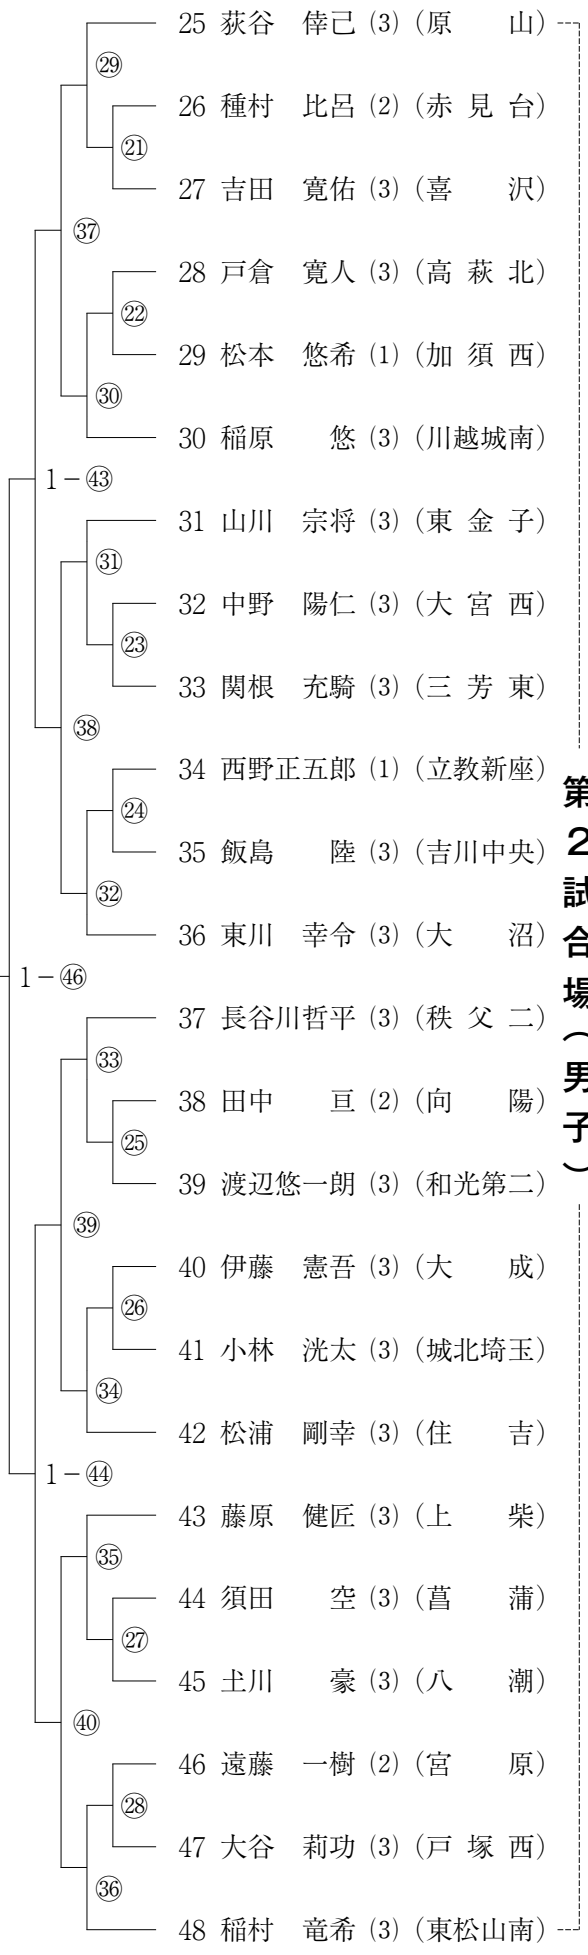 25 荻谷 倖己 (3) (原 山)
㉙
26 種村 比呂 (2) (赤 見 台)
㉑
27 吉田 寛佑 (3) (喜 沢)
㊲
28 戸倉 寛人 (3) (高 萩 北)
㉒
29 松本 悠希 (1) (加 須 西)
㉚
30 稲原 悠 (3) (川越城南)
1-㊸
31 山川 宗将 (3) (東 金 子)
㉛
32 中野 陽仁 (3) (大 宮 西)
㉓
33 関根 充騎 (3) (三 芳 東)
㊳
34 西野正五郎 (1) (立教新座)
㉔
35 飯島 陸 (3) (吉川中央)
㉜
36 東川 幸令 (3) (大 沼)
1-㊻
37 長谷川哲平 (3) (秩 父 二)
㉝
38 田中 亘 (2) (向 陽)
㉕
39 渡辺悠一朗 (3) (和光第二)
㊴
40 伊藤 憲吾 (3) (大 成)
㉖
41 小林 洸太 (3) (城北埼玉)
㉞
42 松浦 剛幸 (3) (住 吉)
1-㊹
43 藤原 健匠 (3) (上 柴)
㉟
44 須田 空 (3) (菖 蒲)
㉗
45 𡈽川 豪 (3) (八 潮)
㊵
46 遠藤 一樹 (2) (宮 原)
㉘
47 大谷 莉功 (3) (戸 塚 西)
㊱
48 稲村 竜希 (3) (東松山南)
第2試合場(男子)